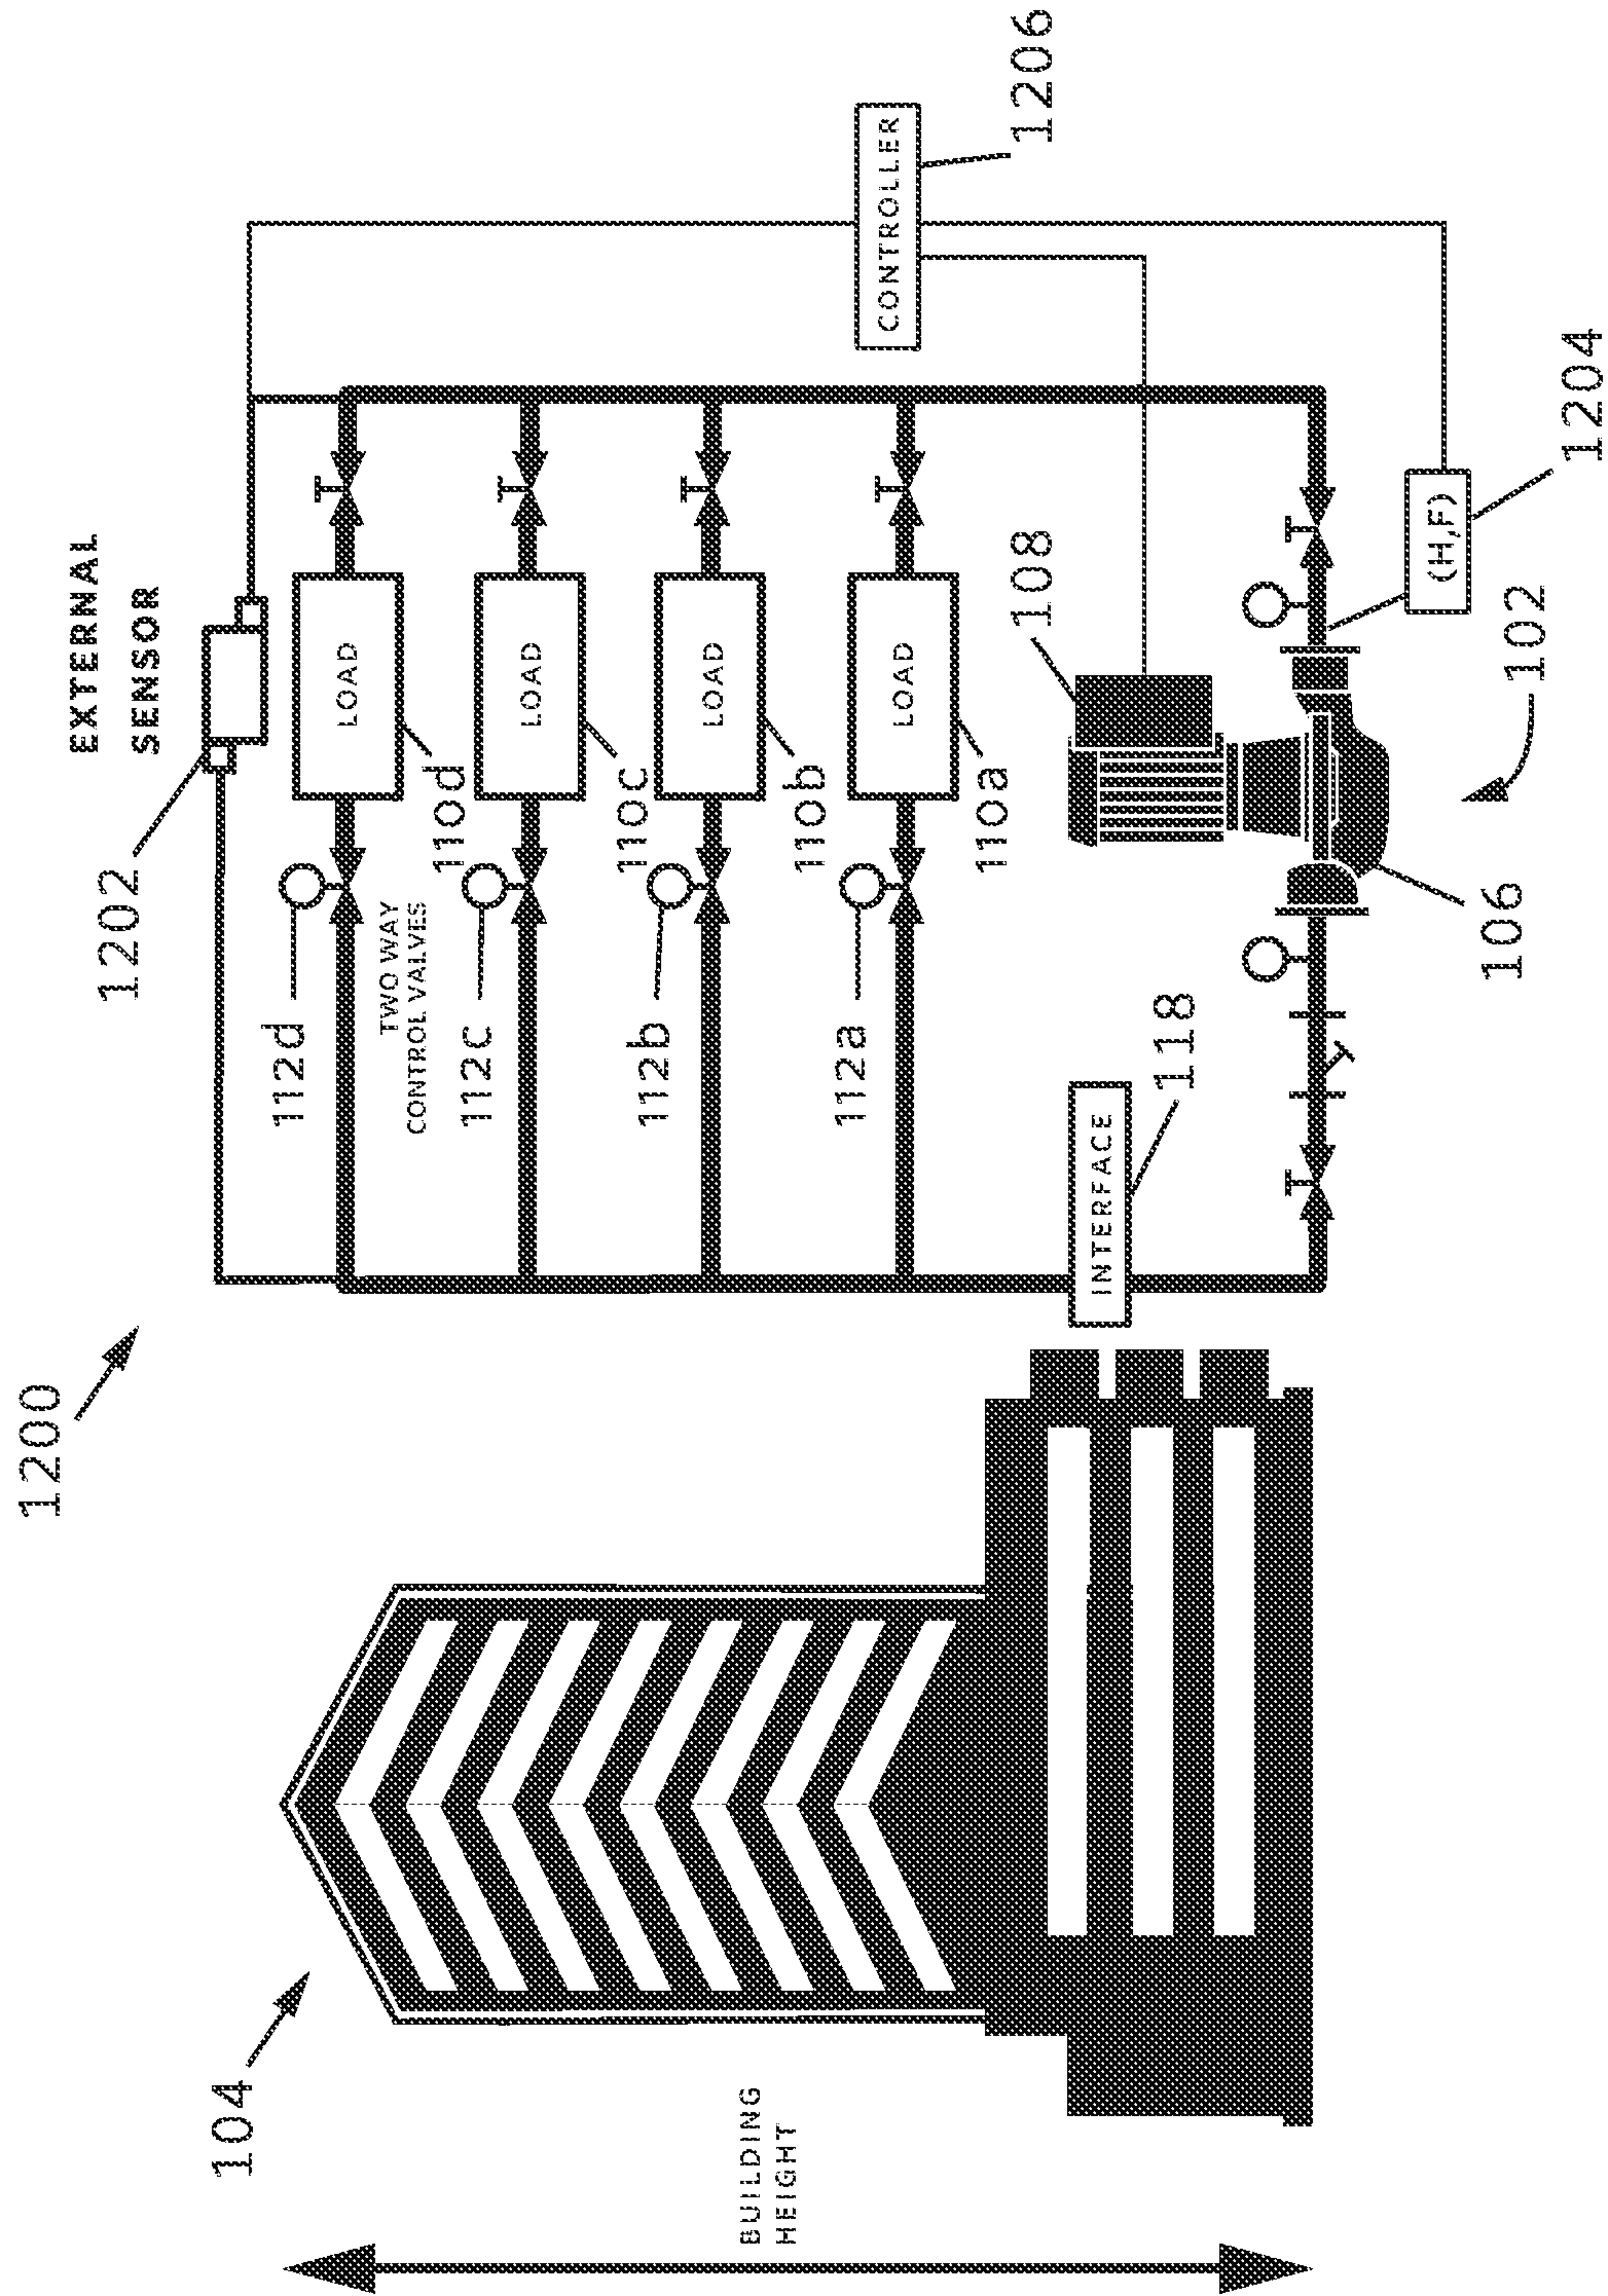 1200
104
BUILDING
HEIGHT
EXTERNAL
SENSOR
1202
LOAD
110d
112d
TWO WAY
CONTROL VALVES
LOAD
110c
112c
LOAD
110b
112b
LOAD
110a
112a
CONTROLLER
1206
108
INTERFACE
118
(H,F)
1204
102
106